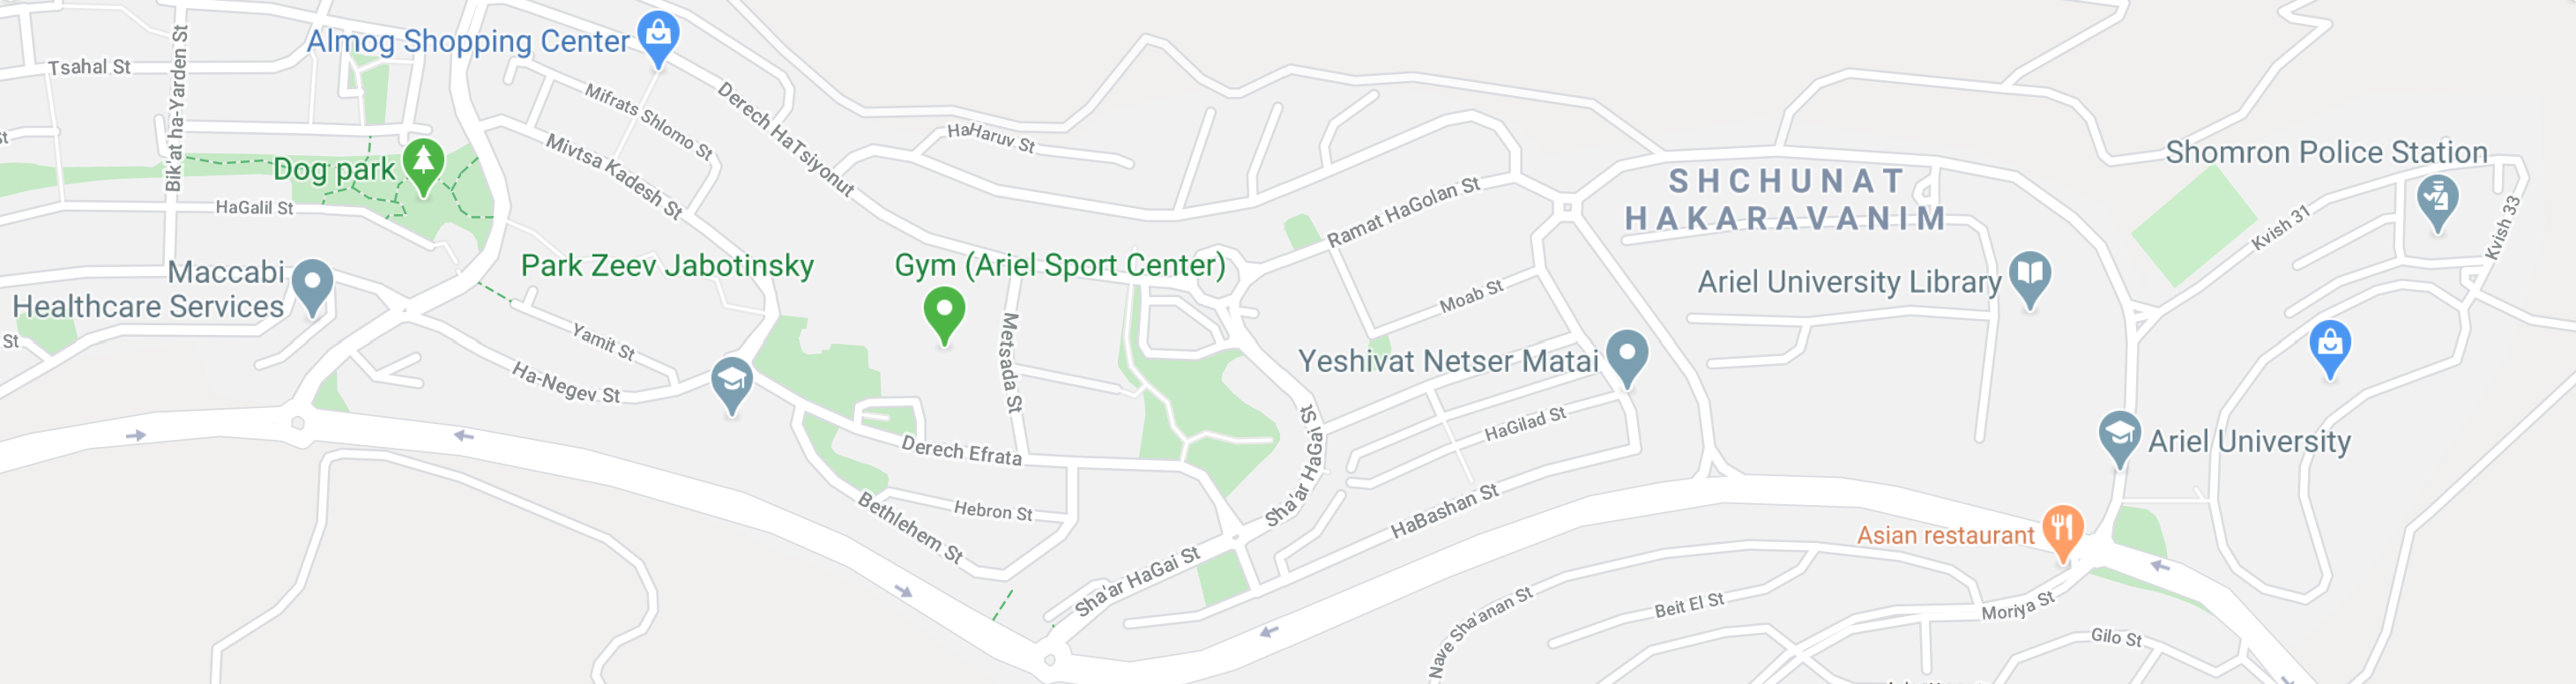 Almog Shopping Center
Tsahal St
Bik'at ha-Yarden St
Mifrats Shlomo St
Derech HaTsiyonut
HaHaruv St
Mivtsa Kadesh St
Dog park
HaGalil St
Shomron Police Station
SHCHUNAT
HAKARAVANIM
Ramat HaGolan St
Kvish 31
Kvish 33
Maccabi
Healthcare Services
Park Zeev Jabotinsky
Gym (Ariel Sport Center)
Ariel University Library
Moab St
St
Yamit St
Metsada St
Yeshivat Netser Matai
Ha-Negev St
HaGilad St
Sha'ar HaGai St
Derech Efrata
Ariel University
Hebron St
Bethlehem St
HaBashan St
Asian restaurant
Sha'ar HaGai St
Nave Sha'anan St
Beit El St
Moriya St
Gilo St